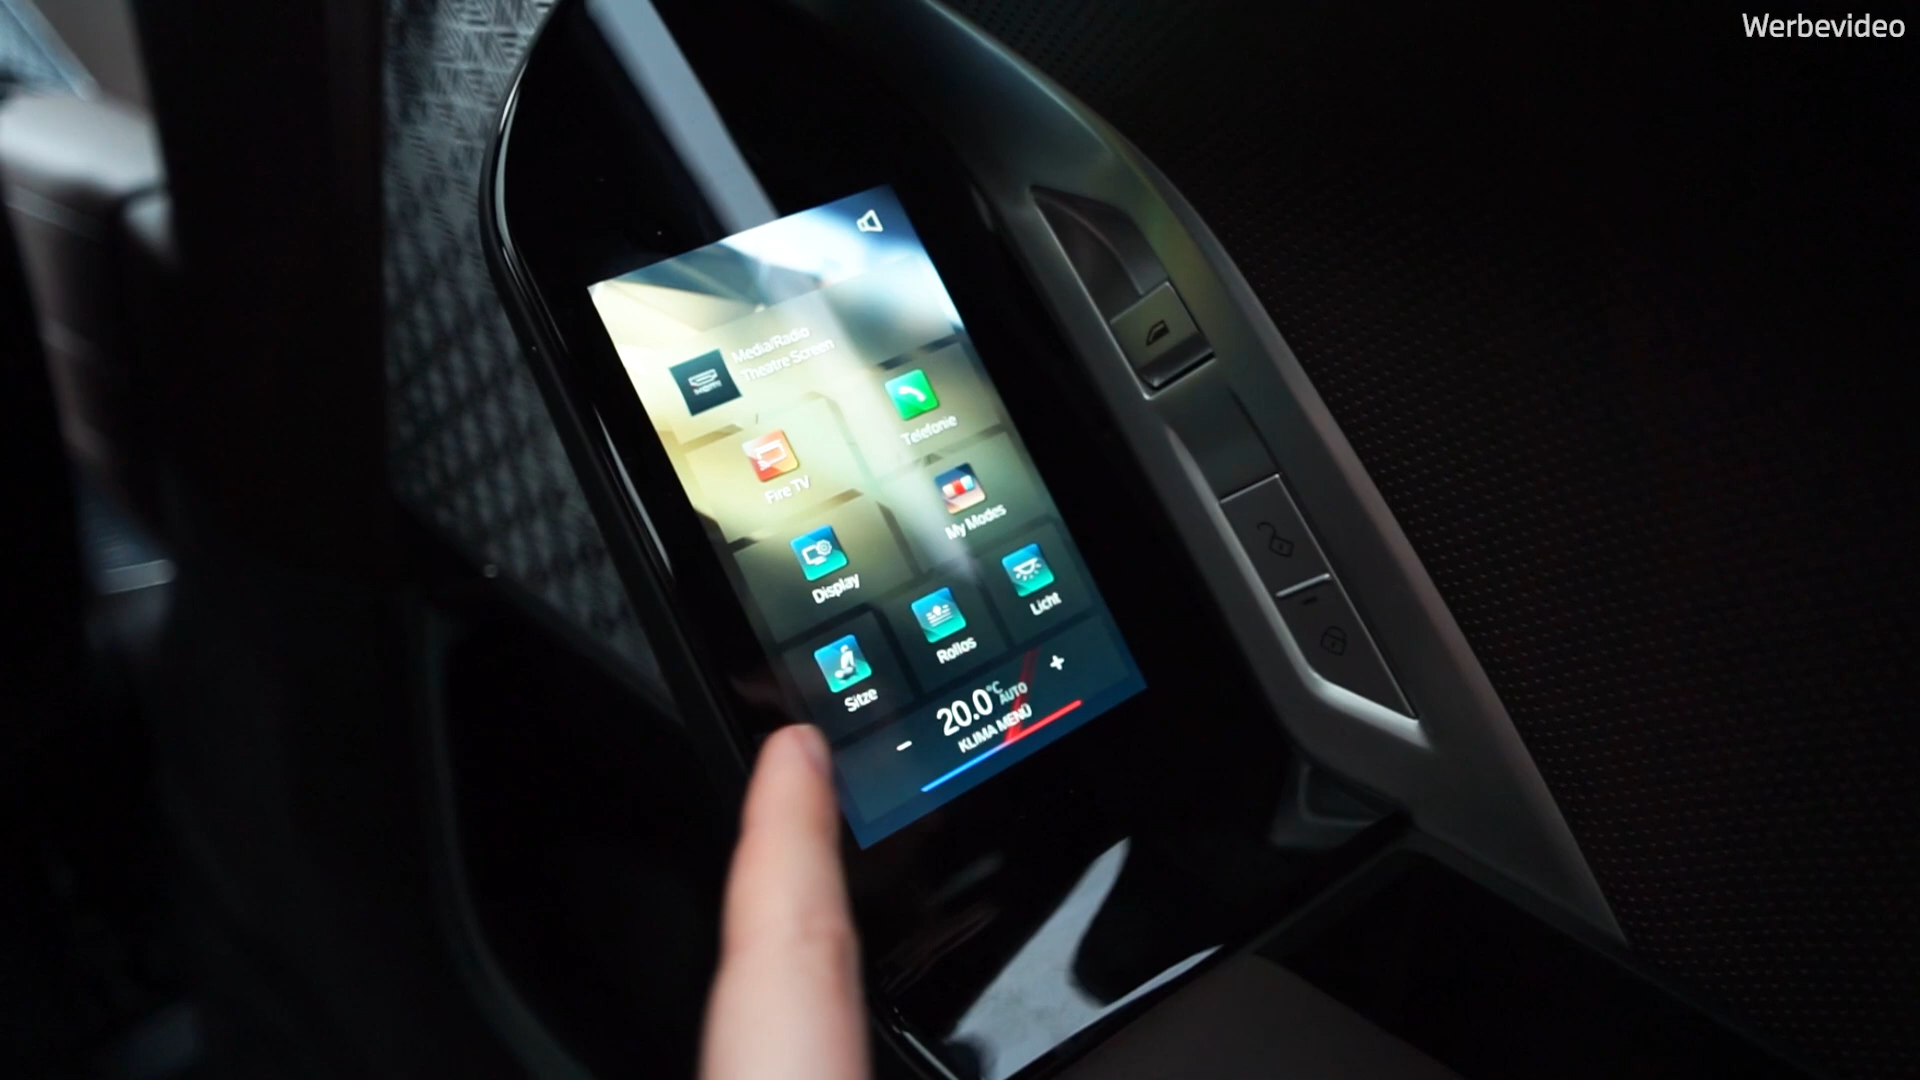 Werbevideo
Media/Radio
Theatre Screen
Telefonie
Fire TV
My Modes
Display
Licht
Rollos
Sitze
+
20.0°C AUTO
−
KLIMA MENÜ